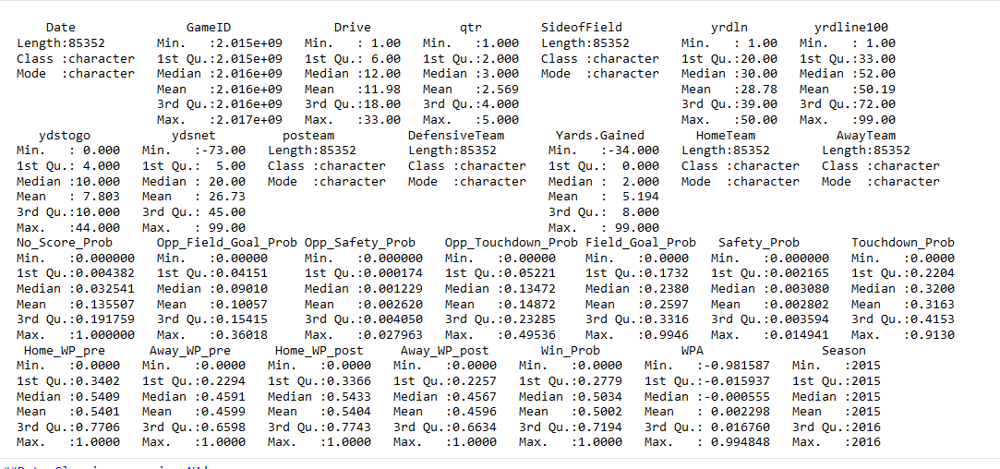 Date               GameID              Drive            qtr        SideofField            yrdln         yrdline100
Length:85352       Min.   :2.015e+09   Min.   : 1.00   Min.   :1.000   Length:85352       Min.   : 1.00   Min.   : 1.00
Class :character   1st Qu.:2.015e+09   1st Qu.: 6.00   1st Qu.:2.000   Class :character   1st Qu.:20.00   1st Qu.:33.00
Mode  :character   Median :2.016e+09   Median :12.00   Median :3.000   Mode  :character   Median :30.00   Median :52.00
                   Mean   :2.016e+09   Mean   :11.98   Mean   :2.569                      Mean   :28.78   Mean   :50.19
                   3rd Qu.:2.016e+09   3rd Qu.:18.00   3rd Qu.:4.000                      3rd Qu.:39.00   3rd Qu.:72.00
                   Max.   :2.017e+09   Max.   :33.00   Max.   :5.000                      Max.   :50.00   Max.   :99.00
   ydstogo           ydsnet         posteam          DefensiveTeam       Yards.Gained       HomeTeam           AwayTeam
Min.   : 0.000   Min.   :-73.00   Length:85352       Length:85352       Min.   :-34.000   Length:85352       Length:85352
1st Qu.: 4.000   1st Qu.:  5.00   Class :character   Class :character   1st Qu.:  0.000   Class :character   Class :character
Median :10.000   Median : 20.00   Mode  :character   Mode  :character   Median :  2.000   Mode  :character   Mode  :character
Mean   : 7.803   Mean   : 26.73                                         Mean   :  5.194
3rd Qu.:10.000   3rd Qu.: 45.00                                         3rd Qu.:  8.000
Max.   :44.000   Max.   : 99.00                                         Max.   : 99.000
No_Score_Prob      Opp_Field_Goal_Prob Opp_Safety_Prob    Opp_Touchdown_Prob Field_Goal_Prob   Safety_Prob       Touchdown_Prob
Min.   :0.000000   Min.   :0.00000   Min.   :0.000000   Min.   :0.00000   Min.   :0.0000   Min.   :0.000000   Min.   :0.0000
1st Qu.:0.004382   1st Qu.:0.04151   1st Qu.:0.000174   1st Qu.:0.05221   1st Qu.:0.1732   1st Qu.:0.002165   1st Qu.:0.2204
Median :0.032541   Median :0.09010   Median :0.001229   Median :0.13472   Median :0.2380   Median :0.003080   Median :0.3200
Mean   :0.135507   Mean   :0.10057   Mean   :0.002620   Mean   :0.14872   Mean   :0.2597   Mean   :0.002802   Mean   :0.3163
3rd Qu.:0.191759   3rd Qu.:0.15415   3rd Qu.:0.004050   3rd Qu.:0.23285   3rd Qu.:0.3316   3rd Qu.:0.003594   3rd Qu.:0.4153
Max.   :1.000000   Max.   :0.36018   Max.   :0.027963   Max.   :0.49536   Max.   :0.9946   Max.   :0.014941   Max.   :0.9130
 Home_WP_pre      Away_WP_pre      Home_WP_post     Away_WP_post       Win_Prob           WPA                Season
Min.   :0.0000   Min.   :0.0000   Min.   :0.0000   Min.   :0.0000   Min.   :0.0000   Min.   :-0.981587   Min.   :2015
1st Qu.:0.3402   1st Qu.:0.2294   1st Qu.:0.3366   1st Qu.:0.2257   1st Qu.:0.2779   1st Qu.:-0.015937   1st Qu.:2015
Median :0.5409   Median :0.4591   Median :0.5433   Median :0.4567   Median :0.5034   Median :-0.000555   Median :2015
Mean   :0.5401   Mean   :0.4599   Mean   :0.5404   Mean   :0.4596   Mean   :0.5002   Mean   : 0.002298   Mean   :2015
3rd Qu.:0.7706   3rd Qu.:0.6598   3rd Qu.:0.7743   3rd Qu.:0.6634   3rd Qu.:0.7194   3rd Qu.: 0.016760   3rd Qu.:2016
Max.   :1.0000   Max.   :1.0000   Max.   :1.0000   Max.   :1.0000   Max.   :1.0000   Max.   : 0.994848   Max.   :2016